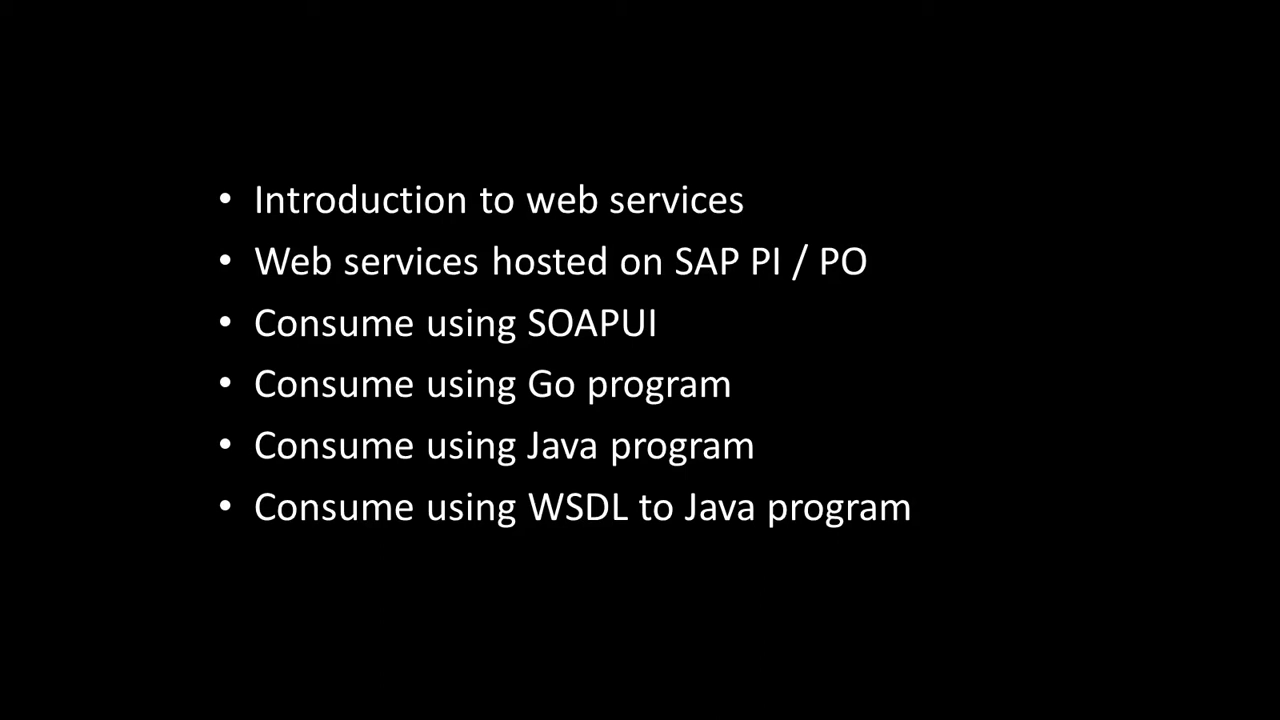 • Introduction to web services
• Web services hosted on SAP PI / PO
• Consume using SOAPUI
• Consume using Go program
• Consume using Java program
• Consume using WSDL to Java program